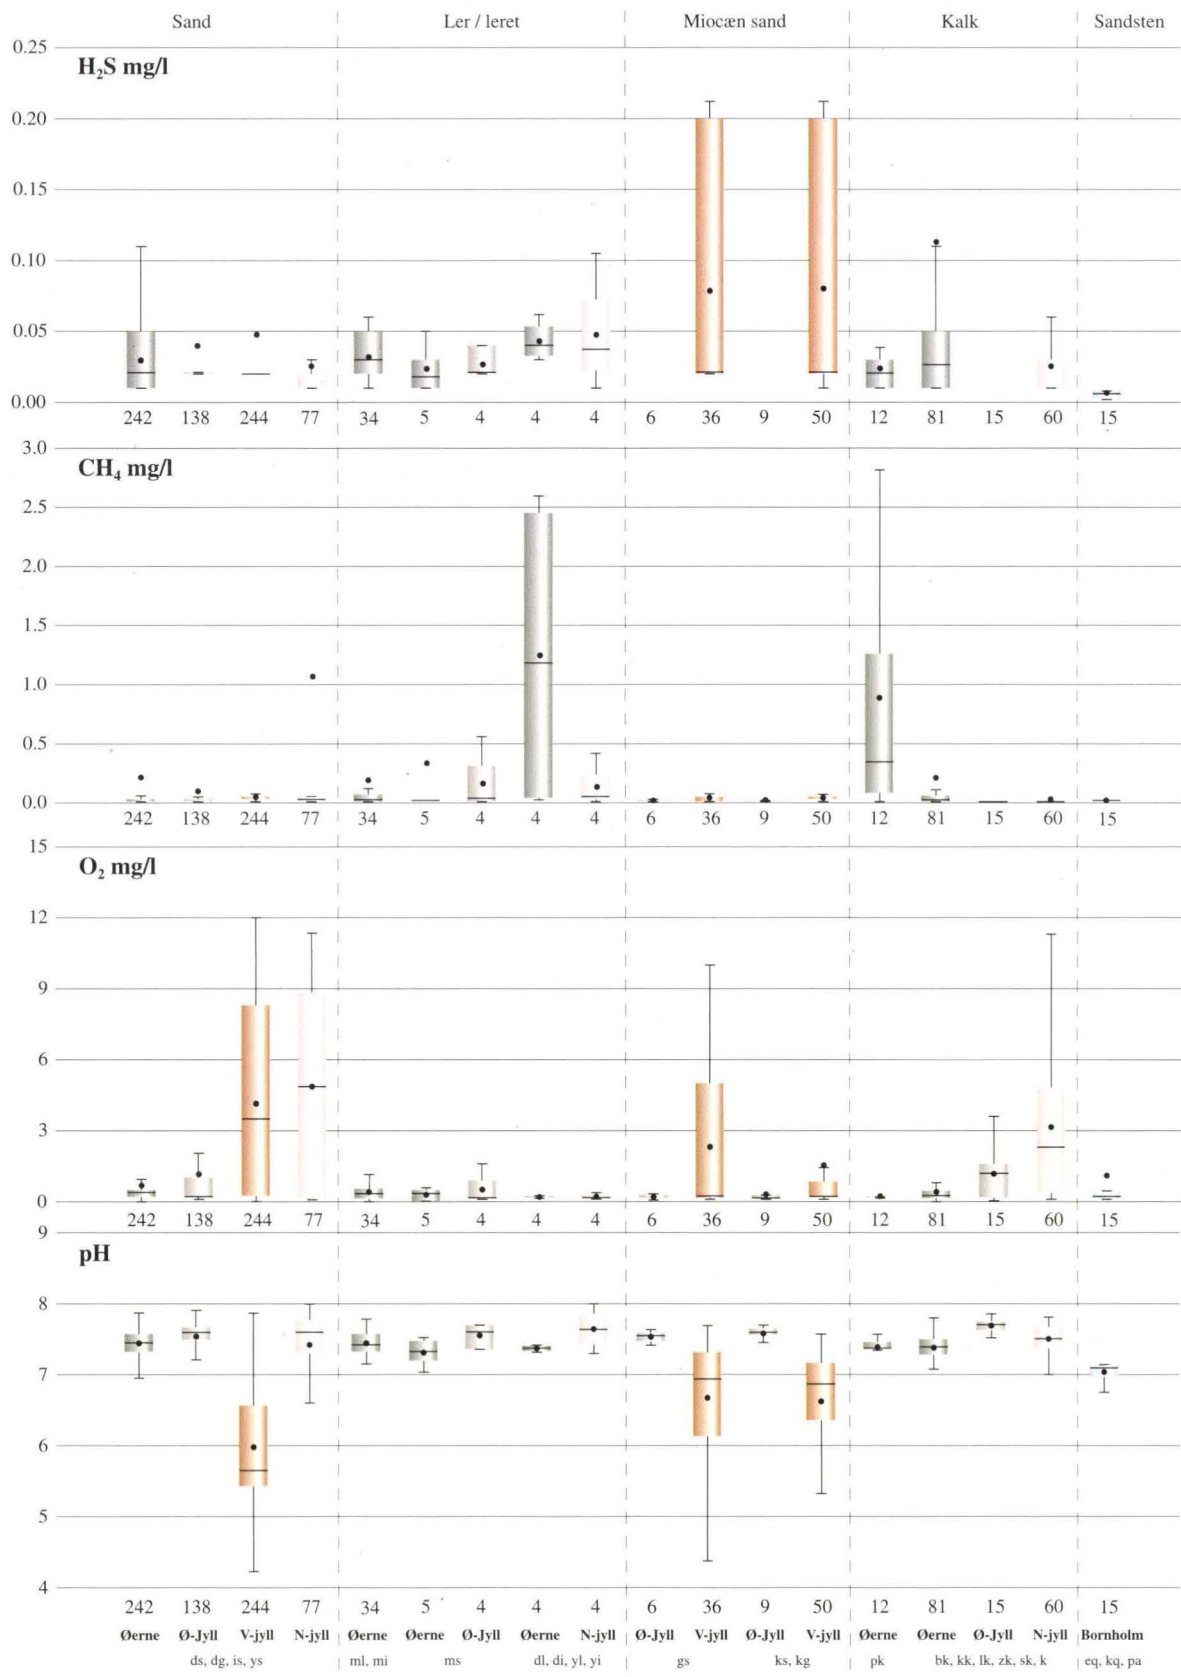 Sand Ler / leret Miocæn sand Kalk Sandsten
0.25
H₂S mg/l
0.20
0.15
0.10
0.05
0.00
242 138 244 77 34 5 4 4 4 6 36 9 50 12 81 15 60 15
3.0
CH₄ mg/l
2.5
2.0
1.5
1.0
0.5
0.0
242 138 244 77 34 5 4 4 4 6 36 9 50 12 81 15 60 15
15
O₂ mg/l
12
9
6
3
0
242 138 244 77 34 5 4 4 4 6 36 9 50 12 81 15 60 15
9
pH
8
7
6
5
4
242 138 244 77 34 5 4 4 4 6 36 9 50 12 81 15 60 15
Øerne Ø-Jyll V-jyll N-jyll Øerne Øerne Ø-Jyll Øerne N-jyll Ø-Jyll V-jyll Ø-Jyll V-jyll Øerne Øerne Ø-Jyll N-jyll Bornholm
ds, dg, is, ys ml, mi ms dl, di, yl, yi gs ks, kg pk bk, kk, lk, zk, sk, k eq, kq, pa